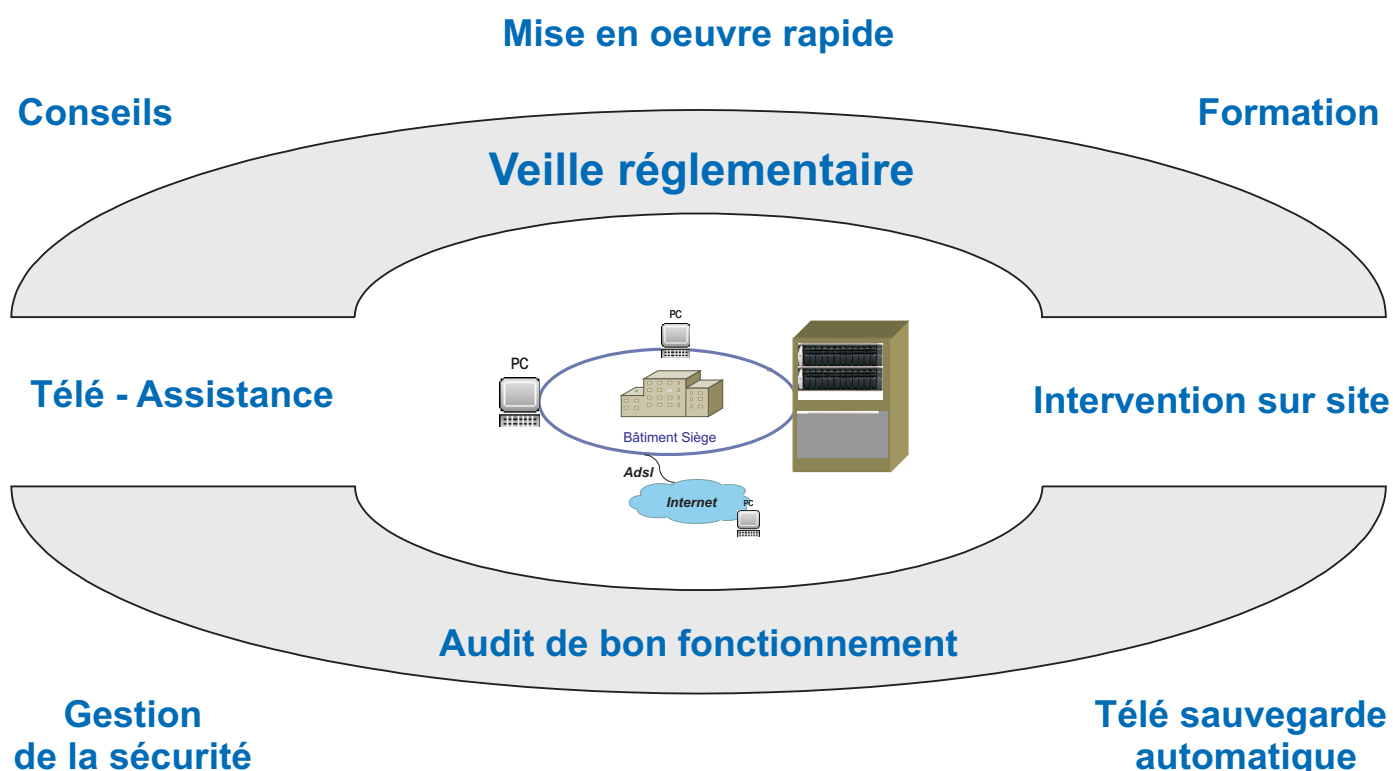 Mise en oeuvre rapide
Conseils
Formation
Veille réglementaire
PC
PC
Télé - Assistance
Intervention sur site
Bâtiment Siège
Adsl
Internet
PC
Audit de bon fonctionnement
Gestion
de la sécurité
Télé sauvegarde
automatique